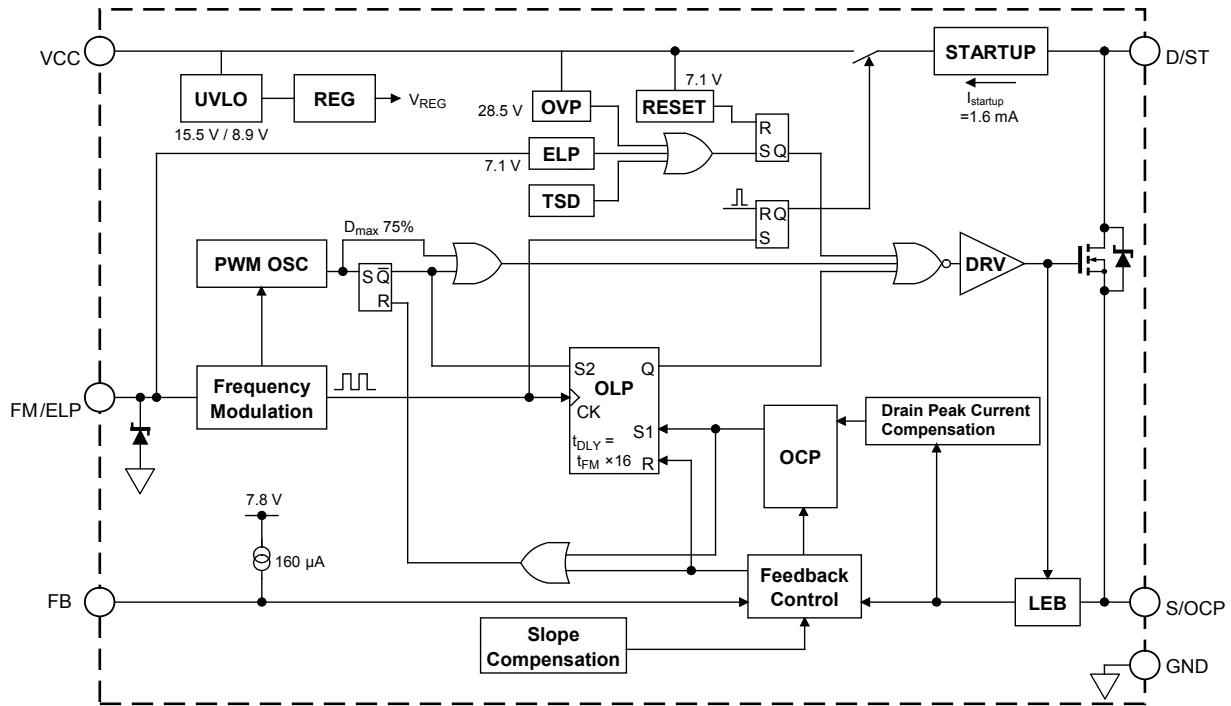 VCC
UVLO
15.5 V / 8.9 V
REG
V_REG
28.5 V
OVP
7.1 V
RESET
STARTUP
I_startup
=1.6 mA
D/ST
7.1 V
ELP
TSD
R
S Q
R Q
S
D_max 75%
PWM OSC
S Q̅
R
DRV
FM/ELP
Frequency
Modulation
S2
Q
OLP
CK
S1
t_DLY =
t_FM ×16
R
OCP
Drain Peak Current
Compensation
7.8 V
160 µA
FB
Feedback
Control
LEB
S/OCP
Slope
Compensation
GND